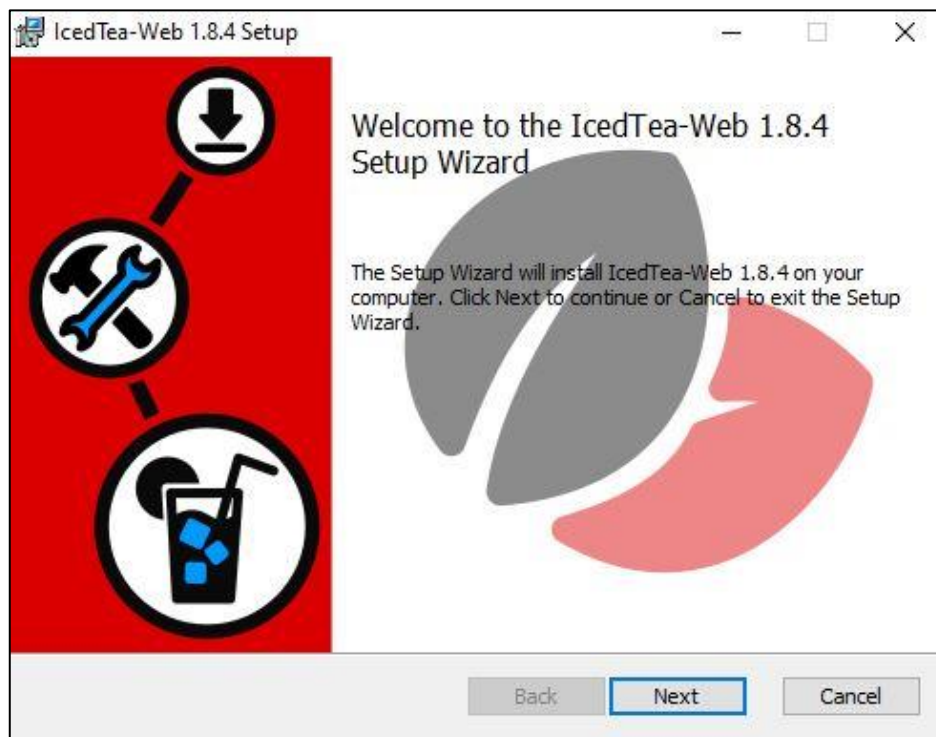 IcedTea-Web 1.8.4 Setup
Welcome to the IcedTea-Web 1.8.4
Setup Wizard
The Setup Wizard will install IcedTea-Web 1.8.4 on your
computer. Click Next to continue or Cancel to exit the Setup
Wizard.
Back Next Cancel